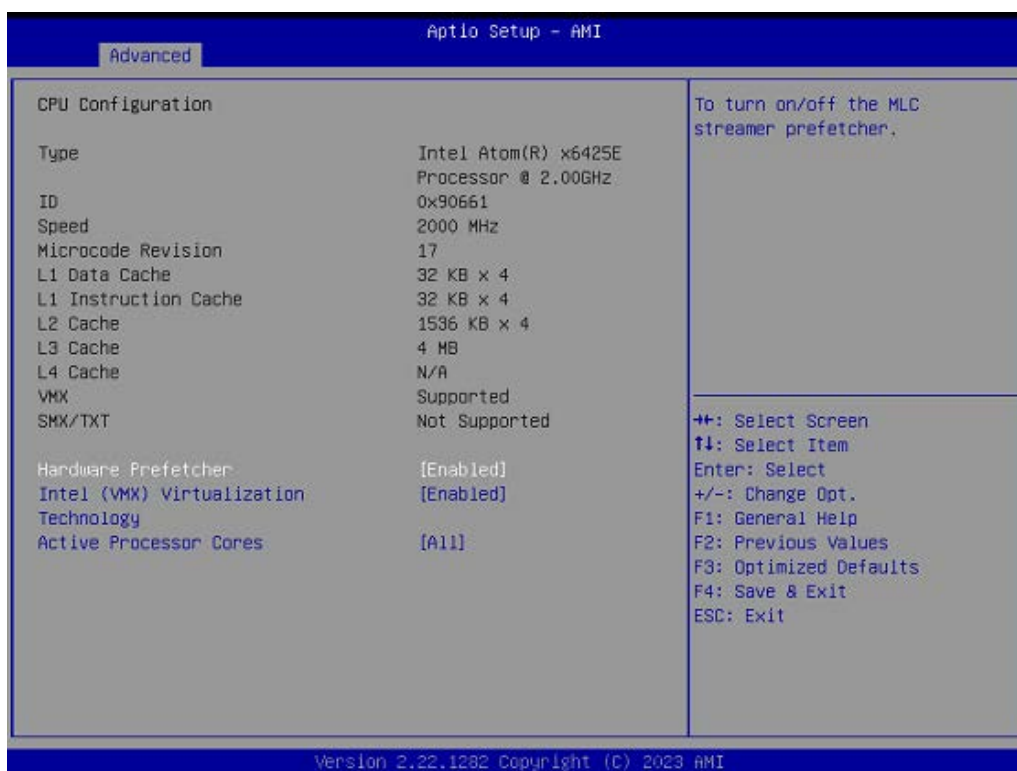 Aptio Setup - AMI
Advanced
CPU Configuration
Type Intel Atom(R) x6425E
Processor @ 2.00GHz
ID 0x90661
Speed 2000 MHz
Microcode Revision 17
L1 Data Cache 32 KB x 4
L1 Instruction Cache 32 KB x 4
L2 Cache 1536 KB x 4
L3 Cache 4 MB
L4 Cache N/A
VMX Supported
SMX/TXT Not Supported
Hardware Prefetcher [Enabled]
Intel (VMX) Virtualization [Enabled]
Technology
Active Processor Cores [All]
To turn on/off the MLC
streamer prefetcher.
→←: Select Screen
↑↓: Select Item
Enter: Select
+/-: Change Opt.
F1: General Help
F2: Previous Values
F3: Optimized Defaults
F4: Save & Exit
ESC: Exit
Version 2.22.1282 Copyright (C) 2023 AMI